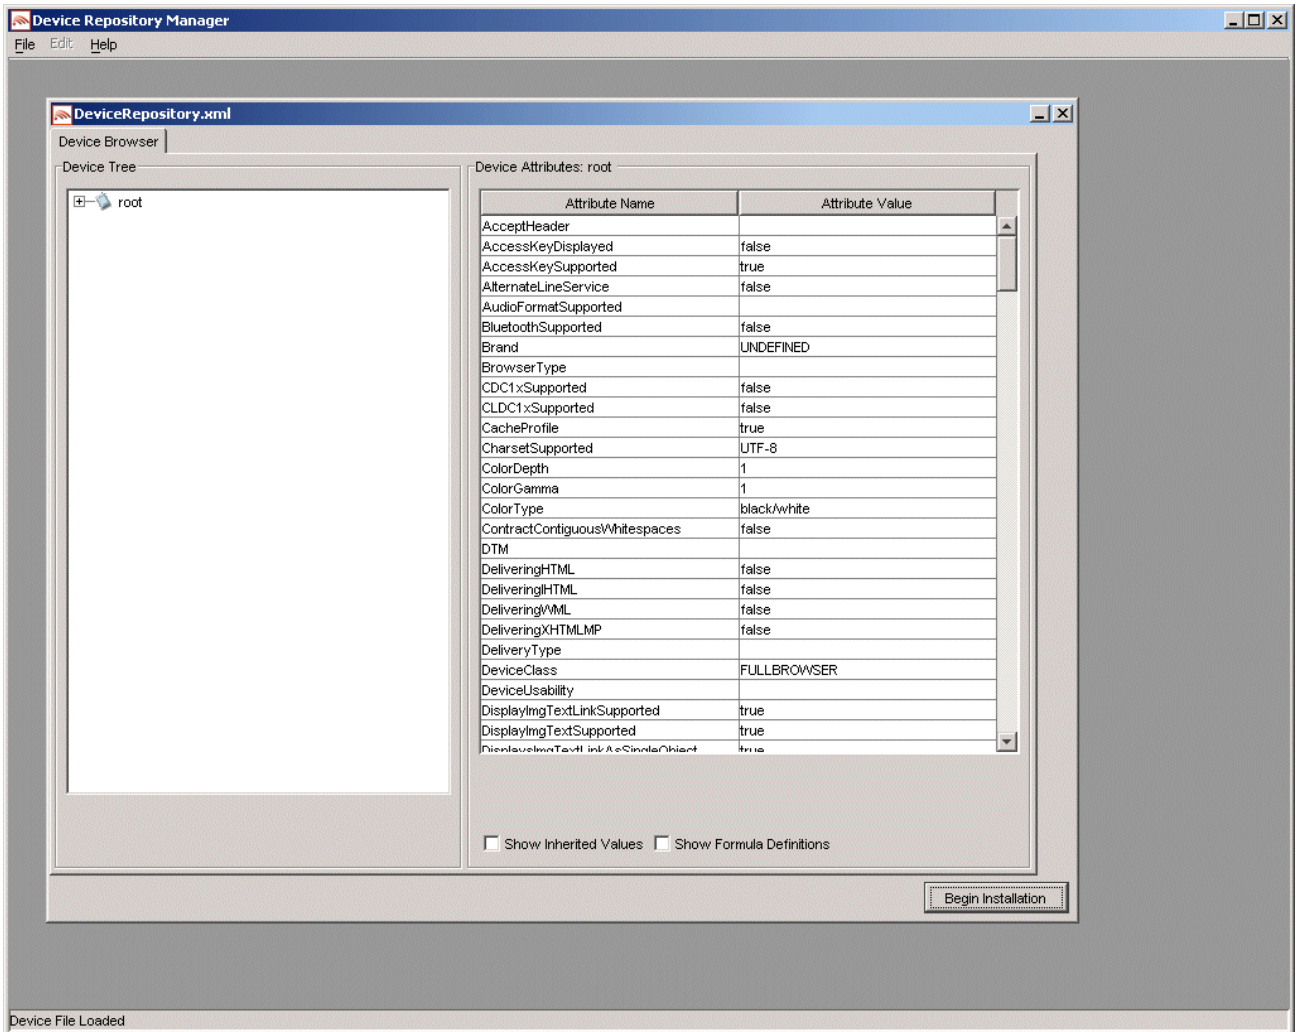 Device Repository Manager
File Edit Help
DeviceRepository.xml
Device Browser
Device Tree
root
Device Attributes: root
Attribute Name Attribute Value
AcceptHeader
AccessKeyDisplayed false
AccessKeySupported true
AlternateLineService false
AudioFormatSupported
BluetoothSupported false
Brand UNDEFINED
BrowserType
CDC1xSupported false
CLDC1xSupported false
CacheProfile true
CharsetSupported UTF-8
ColorDepth 1
ColorGamma 1
ColorType black/white
ContractContiguousWhitespaces false
DTM
DeliveringHTML false
DeliveringIHTML false
DeliveringWML false
DeliveringXHTMLMP false
DeliveryType
DeviceClass FULLBROWSER
DeviceUsability
DisplayImgTextLinkSupported true
DisplayImgTextSupported true
DisplaysImgTextLinkAsSingleObject true
Show Inherited Values Show Formula Definitions
Begin Installation
Device File Loaded